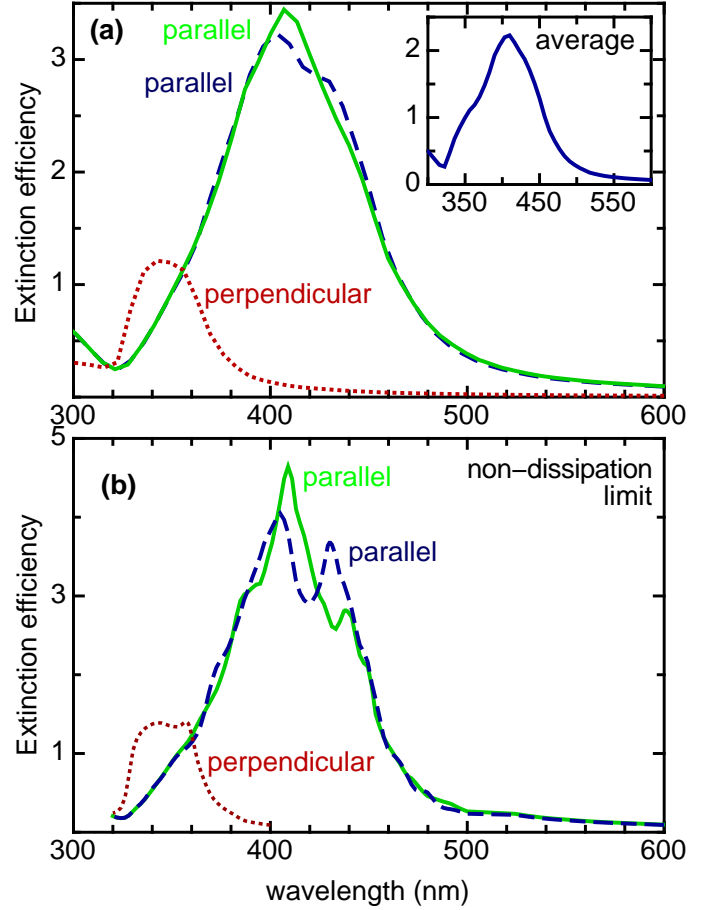 (a)
parallel
parallel
perpendicular
Extinction efficiency
3
2
1
300
400
500
600
average
2
1
0
350
450
550
(b)
parallel
parallel
perpendicular
non−dissipation
limit
Extinction efficiency
5
3
1
300
400
500
600
wavelength (nm)